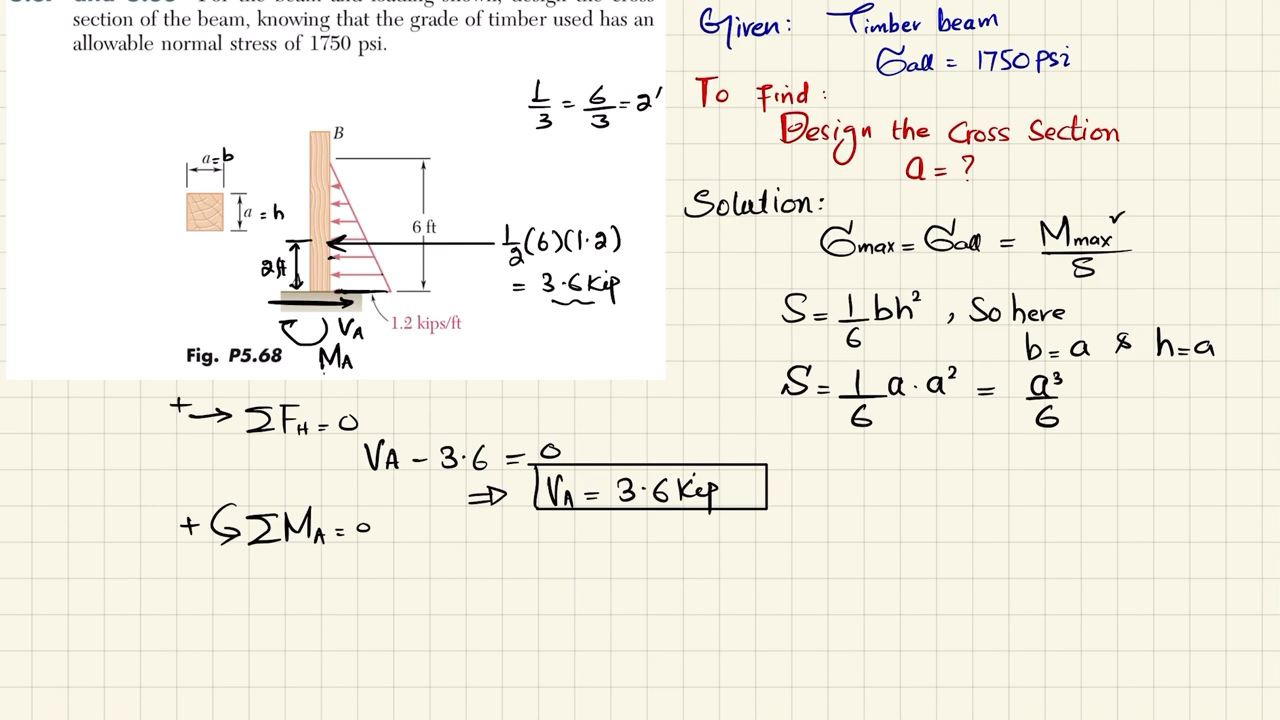 section of the beam, knowing that the grade of timber used has an
allowable normal stress of 1750 psi.
1/3 = 6/3 = 2'
B
a=b
a = h
6 ft
2ft
1/2(6)(1.2)
= 3.6 Kip
1.2 kips/ft
VA
MA
Fig. P5.68
+→ ΣFH = 0
VA - 3.6 = 0
⇒ VA = 3.6 Kip
+ ↺ ΣMA = 0
Given: Timber beam
σall = 1750 psi
To Find:
Design the Cross Section
a = ?
Solution:
σmax = σall = Mmax/S
S = 1/6 bh², So here
b = a & h = a
S = 1/6 a · a² = a³/6